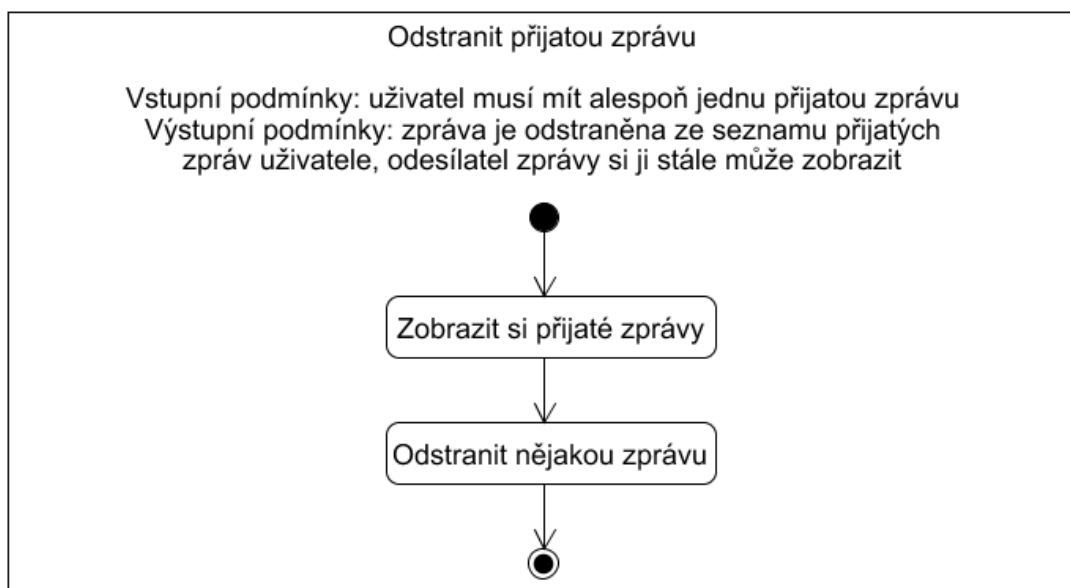 Odstranit přijatou zprávu
Vstupní podmínky: uživatel musí mít alespoň jednu přijatou zprávu
Výstupní podmínky: zpráva je odstraněna ze seznamu přijatých
zpráv uživatele, odesílatel zprávy si ji stále může zobrazit
Zobrazit si přijaté zprávy
Odstranit nějakou zprávu